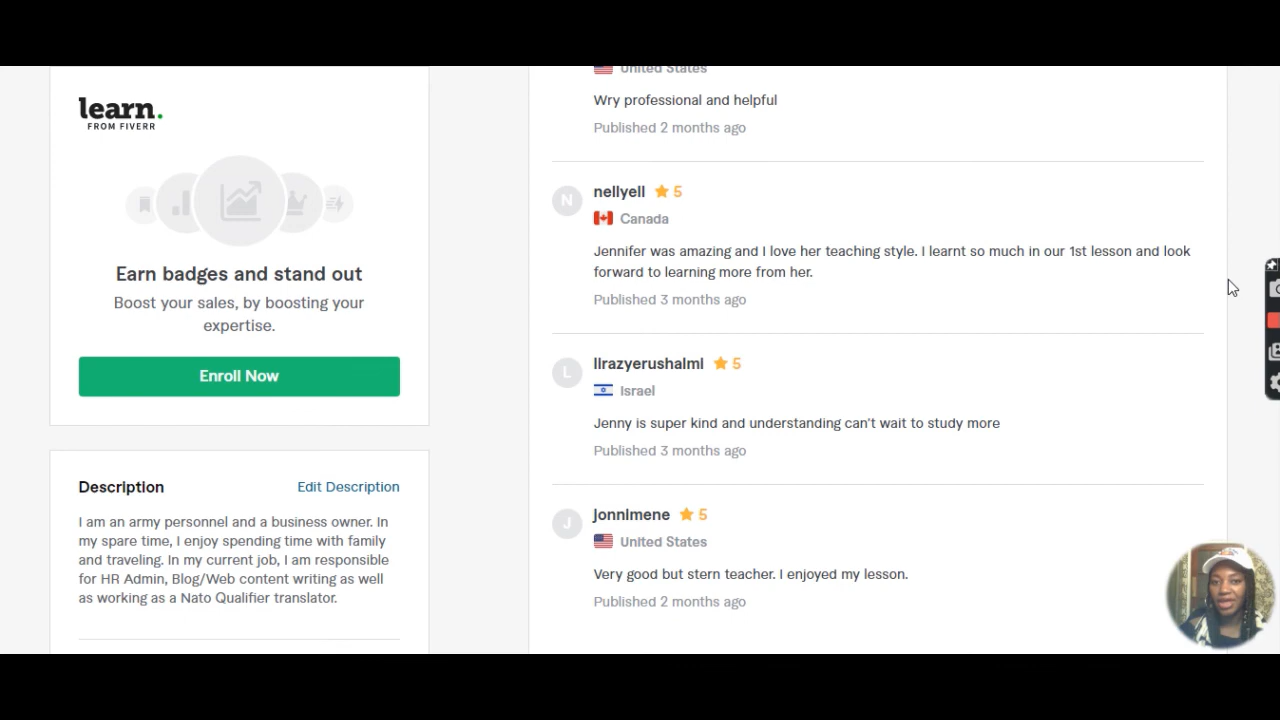 learn.
FROM FIVERR
Earn badges and stand out
Boost your sales, by boosting your
expertise.
Enroll Now
Description
Edit Description
I am an army personnel and a business owner. In
my spare time, I enjoy spending time with family
and traveling. In my current job, I am responsible
for HR Admin, Blog/Web content writing as well
as working as a Nato Qualifier translator.
United States
Wry professional and helpful
Published 2 months ago
N
nellyell 5
Canada
Jennifer was amazing and I love her teaching style. I learnt so much in our 1st lesson and look
forward to learning more from her.
Published 3 months ago
L
lirazyerushalmi 5
Israel
Jenny is super kind and understanding can't wait to study more
Published 3 months ago
J
jonnimene 5
United States
Very good but stern teacher. I enjoyed my lesson.
Published 2 months ago